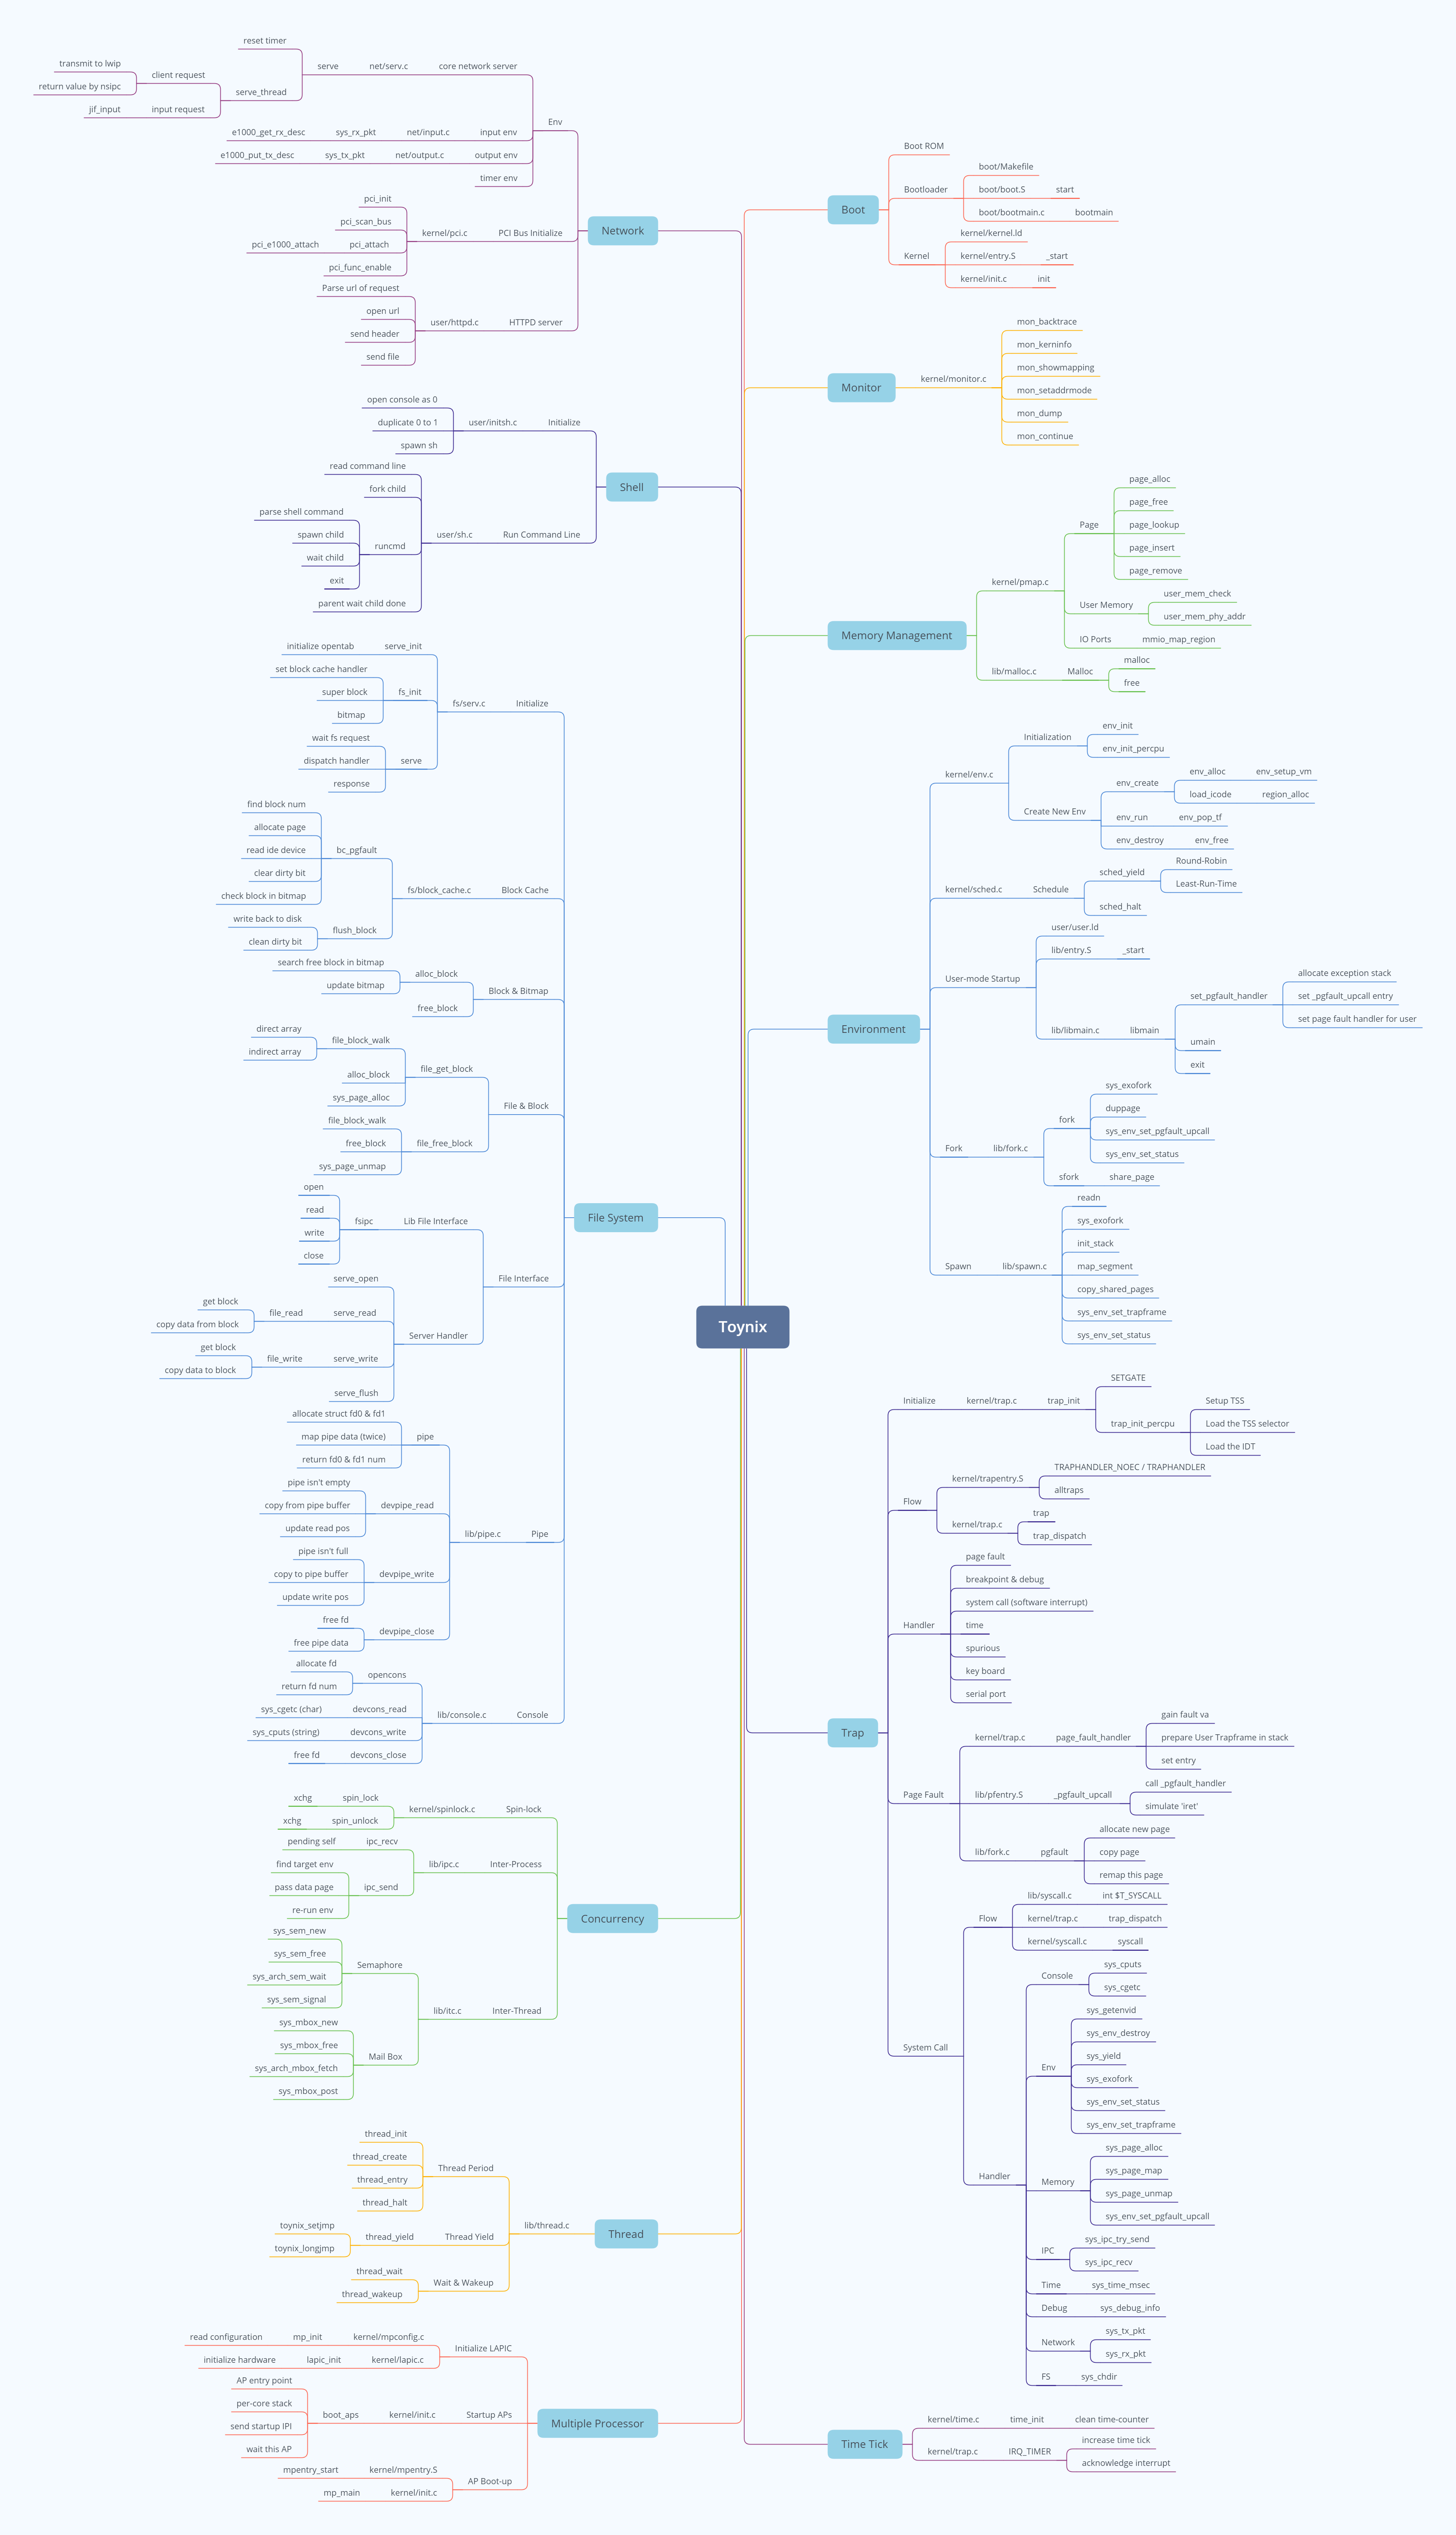 Toynix
Boot
Boot ROM
Bootloader
boot/Makefile
boot/boot.S start
boot/bootmain.c bootmain
Kernel
kernel/kernel.ld
kernel/entry.S _start
kernel/init.c init
Monitor
kernel/monitor.c
mon_backtrace
mon_kerninfo
mon_showmapping
mon_setaddrmode
mon_dump
mon_continue
Memory Management
kernel/pmap.c
Page
page_alloc
page_free
page_lookup
page_insert
page_remove
User Memory
user_mem_check
user_mem_phy_addr
IO Ports mmio_map_region
lib/malloc.c Malloc
malloc
free
Environment
kernel/env.c
Initialization
env_init
env_init_percpu
Create New Env
env_create
env_alloc env_setup_vm
load_icode region_alloc
env_run env_pop_tf
env_destroy env_free
kernel/sched.c Schedule
sched_yield
Round-Robin
Least-Run-Time
sched_halt
User-mode Startup
user/user.ld
lib/entry.S _start
lib/libmain.c libmain
set_pgfault_handler
allocate exception stack
set _pgfault_upcall entry
set page fault handler for user
umain
exit
Fork lib/fork.c
fork
sys_exofork
duppage
sys_env_set_pgfault_upcall
sys_env_set_status
sfork share_page
Spawn lib/spawn.c
readn
sys_exofork
init_stack
map_segment
copy_shared_pages
sys_env_set_trapframe
sys_env_set_status
Trap
Initialize kernel/trap.c trap_init
SETGATE
trap_init_percpu
Setup TSS
Load the TSS selector
Load the IDT
Flow
kernel/trapentry.S
TRAPHANDLER_NOEC / TRAPHANDLER
alltraps
kernel/trap.c
trap
trap_dispatch
Handler
page fault
breakpoint & debug
system call (software interrupt)
time
spurious
key board
serial port
Page Fault
kernel/trap.c page_fault_handler
gain fault va
prepare User Trapframe in stack
set entry
lib/pfentry.S _pgfault_upcall
call _pgfault_handler
simulate 'iret'
lib/fork.c pgfault
allocate new page
copy page
remap this page
System Call
Flow
lib/syscall.c int $T_SYSCALL
kernel/trap.c trap_dispatch
kernel/syscall.c syscall
Handler
Console
sys_cputs
sys_cgetc
Env
sys_getenvid
sys_env_destroy
sys_yield
sys_exofork
sys_env_set_status
sys_env_set_trapframe
Memory
sys_page_alloc
sys_page_map
sys_page_unmap
sys_env_set_pgfault_upcall
IPC
sys_ipc_try_send
sys_ipc_recv
Time sys_time_msec
Debug sys_debug_info
Network
sys_tx_pkt
sys_rx_pkt
FS sys_chdir
Time Tick
kernel/time.c time_init clean time-counter
kernel/trap.c IRQ_TIMER
increase time tick
acknowledge interrupt
Network
Env
core network server net/serv.c serve
reset timer
serve_thread
client request
transmit to lwip
return value by nsipc
input request jif_input
input env net/input.c sys_rx_pkt e1000_get_rx_desc
output env net/output.c sys_tx_pkt e1000_put_tx_desc
timer env
PCI Bus Initialize kernel/pci.c
pci_init
pci_scan_bus
pci_attach pci_e1000_attach
pci_func_enable
HTTPD server user/httpd.c
Parse url of request
open url
send header
send file
Shell
Initialize user/initsh.c
open console as 0
duplicate 0 to 1
spawn sh
Run Command Line user/sh.c
read command line
fork child
runcmd
parse shell command
spawn child
wait child
exit
parent wait child done
File System
Initialize fs/serv.c
serve_init initialize opentab
fs_init
set block cache handler
super block
bitmap
serve
wait fs request
dispatch handler
response
Block Cache fs/block_cache.c
bc_pgfault
find block num
allocate page
read ide device
clear dirty bit
check block in bitmap
flush_block
write back to disk
clean dirty bit
Block & Bitmap
alloc_block
search free block in bitmap
update bitmap
free_block
File & Block
file_get_block
file_block_walk
direct array
indirect array
alloc_block
sys_page_alloc
file_free_block
file_block_walk
free_block
sys_page_unmap
File Interface
Lib File Interface fsipc
open
read
write
close
Server Handler
serve_open
serve_read file_read
get block
copy data from block
serve_write file_write
get block
copy data to block
serve_flush
Pipe lib/pipe.c
pipe
allocate struct fd0 & fd1
map pipe data (twice)
return fd0 & fd1 num
devpipe_read
pipe isn't empty
copy from pipe buffer
update read pos
devpipe_write
pipe isn't full
copy to pipe buffer
update write pos
devpipe_close
free fd
free pipe data
Console lib/console.c
opencons
allocate fd
return fd num
devcons_read sys_cgetc (char)
devcons_write sys_cputs (string)
devcons_close free fd
Concurrency
Spin-lock kernel/spinlock.c
spin_lock xchg
spin_unlock xchg
Inter-Process lib/ipc.c
ipc_recv pending self
ipc_send
find target env
pass data page
re-run env
Inter-Thread lib/itc.c
Semaphore
sys_sem_new
sys_sem_free
sys_arch_sem_wait
sys_sem_signal
Mail Box
sys_mbox_new
sys_mbox_free
sys_arch_mbox_fetch
sys_mbox_post
Thread
lib/thread.c
Thread Period
thread_init
thread_create
thread_entry
thread_halt
Thread Yield thread_yield
toynix_setjmp
toynix_longjmp
Wait & Wakeup
thread_wait
thread_wakeup
Multiple Processor
Initialize LAPIC
kernel/mpconfig.c mp_init read configuration
kernel/lapic.c lapic_init initialize hardware
Startup APs kernel/init.c boot_aps
AP entry point
per-core stack
send startup IPI
wait this AP
AP Boot-up
kernel/mpentry.S mpentry_start
kernel/init.c mp_main